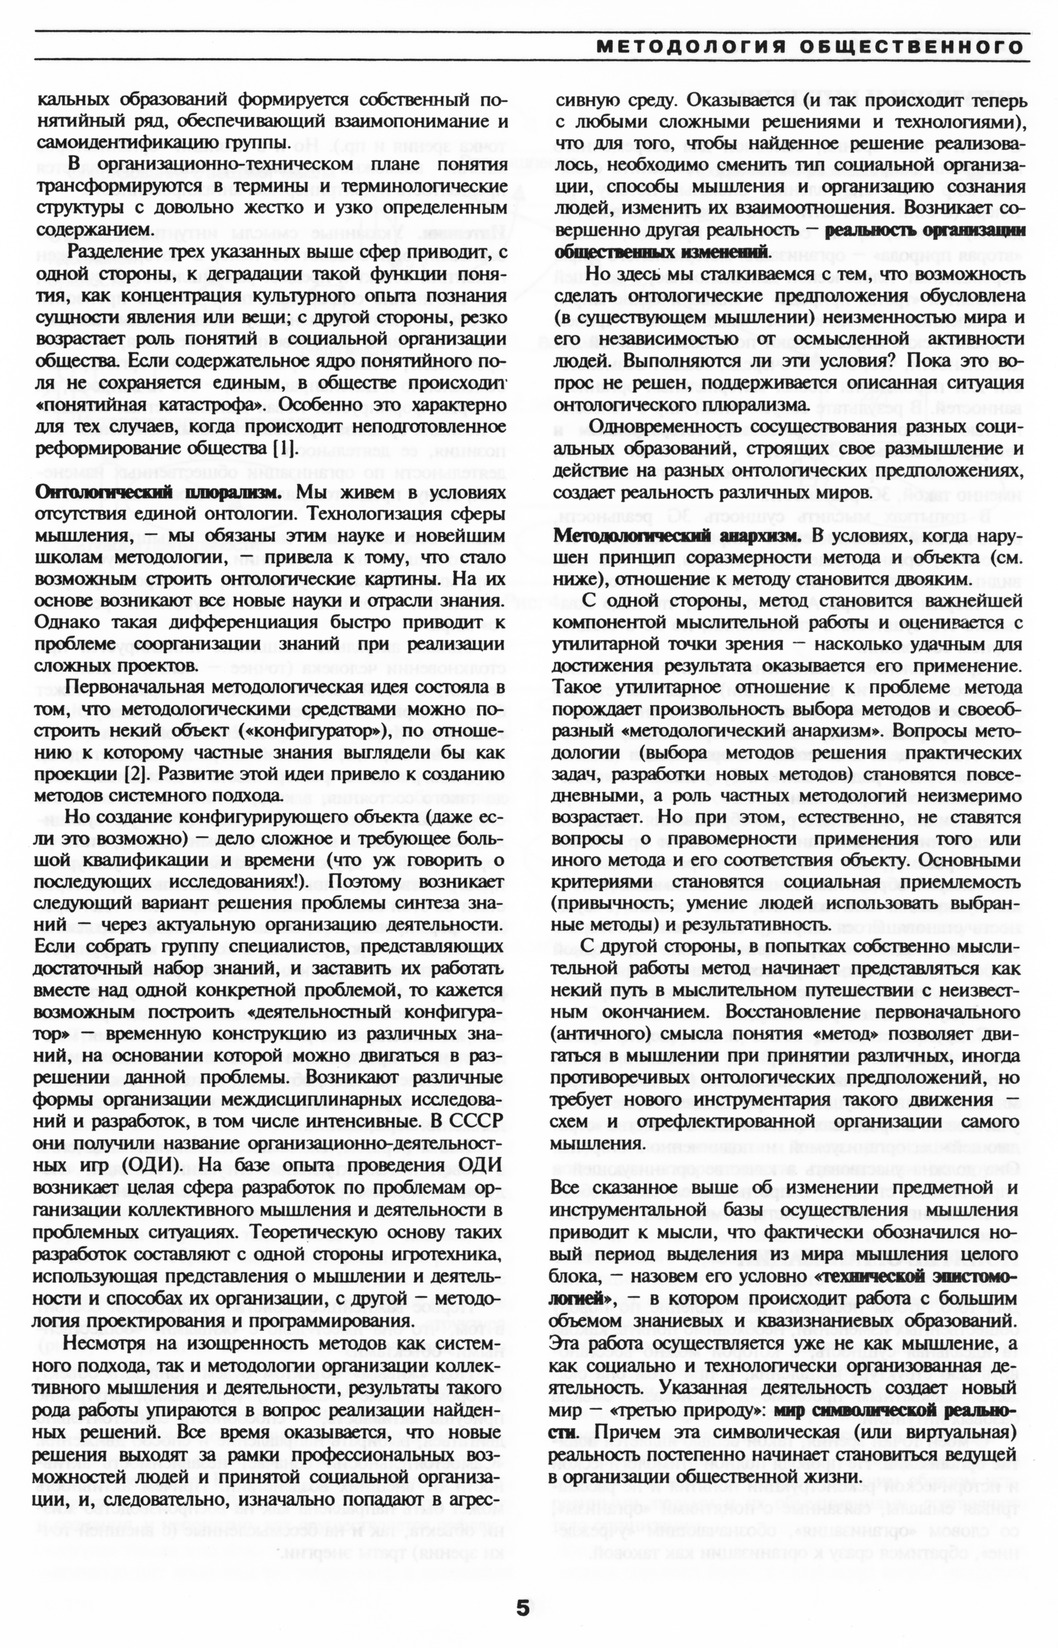 МЕТОДОЛОГИЯ ОБЩЕСТВЕННОГО
кальных образований формируется собственный по-
нятийный ряд, обеспечивающий взаимопонимание и
самоидентификацию группы.
В организационно-техническом плане понятия
трансформируются в термины и терминологические
структуры с довольно жестко и узко определенным
содержанием.
Разделение трех указанных выше сфер приводит, с
одной стороны, к деградации такой функции поня-
тия, как концентрация культурного опыта познания
сущности явления или вещи; с другой стороны, резко
возрастает роль понятий в социальной организации
общества. Если содержательное ядро понятийного по-
ля не сохраняется единым, в обществе происходит
«понятийная катастрофа». Особенно это характерно
для тех случаев, когда происходит неподготовленное
реформирование общества [1].
Онтологический плюрализм. Мы живем в условиях
отсутствия единой онтологии. Технологизация сферы
мышления, — мы обязаны этим науке и новейшим
школам методологии, — привела к тому, что стало
возможным строить онтологические картины. На их
основе возникают все новые науки и отрасли знания.
Однако такая дифференциация быстро приводит к
проблеме соорганизации знаний при реализации
сложных проектов.
Первоначальная методологическая идея состояла в
том, что методологическими средствами можно по-
строить некий объект («конфигуратор»), по отноше-
нию к которому частные знания выглядели бы как
проекции [2]. Развитие этой идеи привело к созданию
методов системного подхода.
Но создание конфигурирующего объекта (даже ес-
ли это возможно) — дело сложное и требующее боль-
шой квалификации и времени (что уж говорить о
последующих исследованиях!). Поэтому возникает
следующий вариант решения проблемы синтеза зна-
ний — через актуальную организацию деятельности.
Если собрать группу специалистов, представляющих
достаточный набор знаний, и заставить их работать
вместе над одной конкретной проблемой, то кажется
возможным построить «деятельностный конфигура-
тор» — временную конструкцию из различных зна-
ний, на основании которой можно двигаться в раз-
решении данной проблемы. Возникают различные
формы организации междисциплинарных исследова-
ний и разработок, в том числе интенсивные. В СССР
они получили название организационно-деятельност-
ных игр (ОДИ). На базе опыта проведения ОДИ
возникает целая сфера разработок по проблемам ор-
ганизации коллективного мышления и деятельности в
проблемных ситуациях. Теоретическую основу таких
разработок составляют с одной стороны игротехника,
использующая представления о мышлении и деятель-
ности и способах их организации, с другой — методо-
логия проектирования и программирования.
Несмотря на изощренность методов как систем-
ного подхода, так и методологии организации коллек-
тивного мышления и деятельности, результаты такого
рода работы упираются в вопрос реализации найден-
ных решений. Все время оказывается, что новые
решения выходят за рамки профессиональных воз-
можностей людей и принятой социальной организа-
ции, и, следовательно, изначально попадают в агрес-
сивную среду. Оказывается (и так происходит теперь
с любыми сложными решениями и технологиями),
что для того, чтобы найденное решение реализова-
лось, необходимо сменить тип социальной организа-
ции, способы мышления и организацию сознания
людей, изменить их взаимоотношения. Возникает со-
вершенно другая реальность — реальность организации
общественных изменений.
Но здесь мы сталкиваемся с тем, что возможность
сделать онтологические предположения обусловлена
(в существующем мышлении) неизменностью мира и
его независимостью от осмысленной активности
людей. Выполняются ли эти условия? Пока это во-
прос не решен, поддерживается описанная ситуация
онтологического плюрализма.
Одновременность сосуществования разных соци-
альных образований, строящих свое размышление и
действие на разных онтологических предположениях,
создает реальность различных миров.
Методологический анархизм. В условиях, когда нару-
шен принцип соразмерности метода и объекта (см.
ниже), отношение к методу становится двояким.
С одной стороны, метод становится важнейшей
компонентой мыслительной работы и оценивается с
утилитарной точки зрения — насколько удачным для
достижения результата оказывается его применение.
Такое утилитарное отношение к проблеме метода
порождает произвольность выбора методов и своеоб-
разный «методологический анархизм». Вопросы мето-
дологии (выбора методов решения практических
задач, разработки новых методов) становятся повсе-
дневными, а роль частных методологий неизмеримо
возрастает. Но при этом, естественно, не ставятся
вопросы о правомерности применения того или
иного метода и его соответствия объекту. Основными
критериями становятся социальная приемлемость
(привычность; умение людей использовать выбран-
ные методы) и результативность.
С другой стороны, в попытках собственно мысли-
тельной работы метод начинает представляться как
некий путь в мыслительном путешествии с неизвест-
ным окончанием. Восстановление первоначального
(античного) смысла понятия «метод» позволяет дви-
гаться в мышлении при принятии различных, иногда
противоречивых онтологических предположений, но
требует нового инструментария такого движения —
схем и отрефлектированной организации самого
мышления.
Все сказанное выше об изменении предметной и
инструментальной базы осуществления мышления
приводит к мысли, что фактически обозначился но-
вый период выделения из мира мышления целого
блока, — назовем его условно «технической эпистомо-
логией», — в котором происходит работа с большим
объемом знаниевых и квазизнаниевых образований.
Эта работа осуществляется уже не как мышление, а
как социально и технологически организованная де-
ятельность. Указанная деятельность создает новый
мир — «третью природу»: мир символической реально-
сти. Причем эта символическая (или виртуальная)
реальность постепенно начинает становиться ведущей
в организации общественной жизни.
5